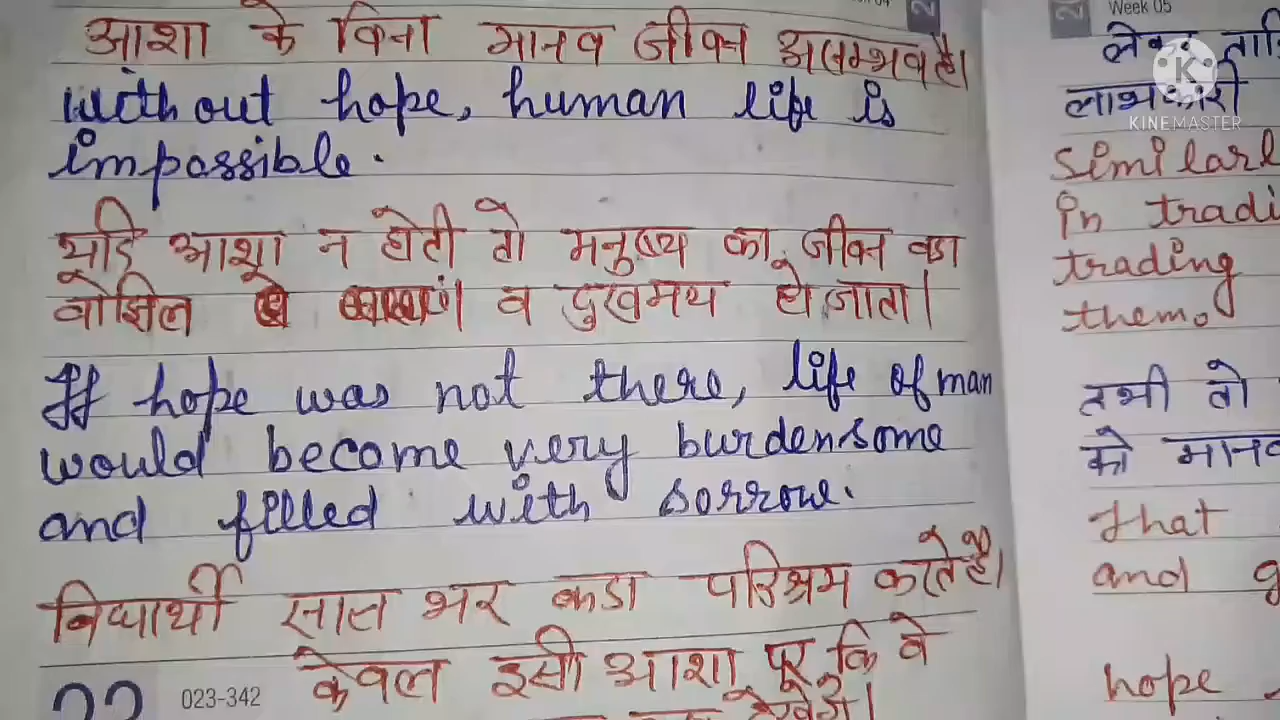 आशा के बिना मानव जीवन असम्भव है।
without hope, human life is
impossible.
यदि आशा न होती तो मनुष्य का जीवन बडा
बोझिल व दुखमय हो जाता।
If hope was not there, life of man
would become very burdensome
and filled with sorrow.
विद्यार्थी साल भर कडा परिश्रम करते है।
केवल इसी आशा पर कि वे
देखेगे।
23
023-342
Week 05
लेकर
लाभकारी
KINEMASTER
Similarl
in tradi
trading
them.
तभी तो
को मानव
that
and g
hope